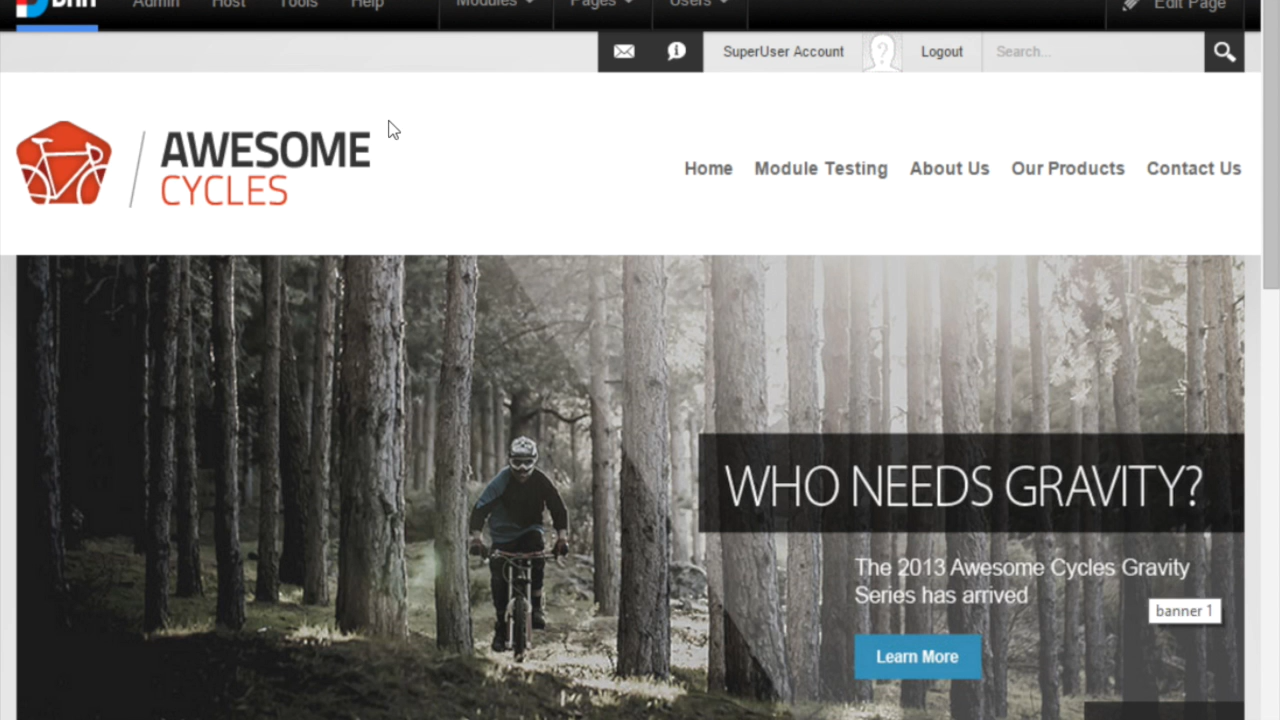 DNN Admin Host Tools Help Modules Pages Users Edit Page
SuperUser Account Logout Search...
AWESOME
CYCLES
Home Module Testing About Us Our Products Contact Us
WHO NEEDS GRAVITY?
The 2013 Awesome Cycles Gravity
Series has arrived
banner 1
Learn More